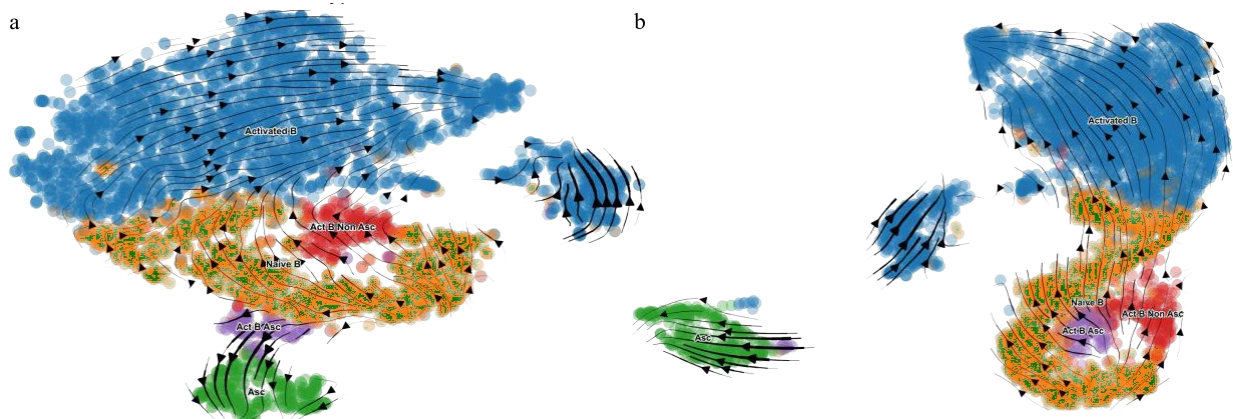 a
b
Activated B
Act B Non Asc
Naive B
Act B Asc
Asc
Activated B
Naive B
Act B Non Asc
Act B Asc
Asc